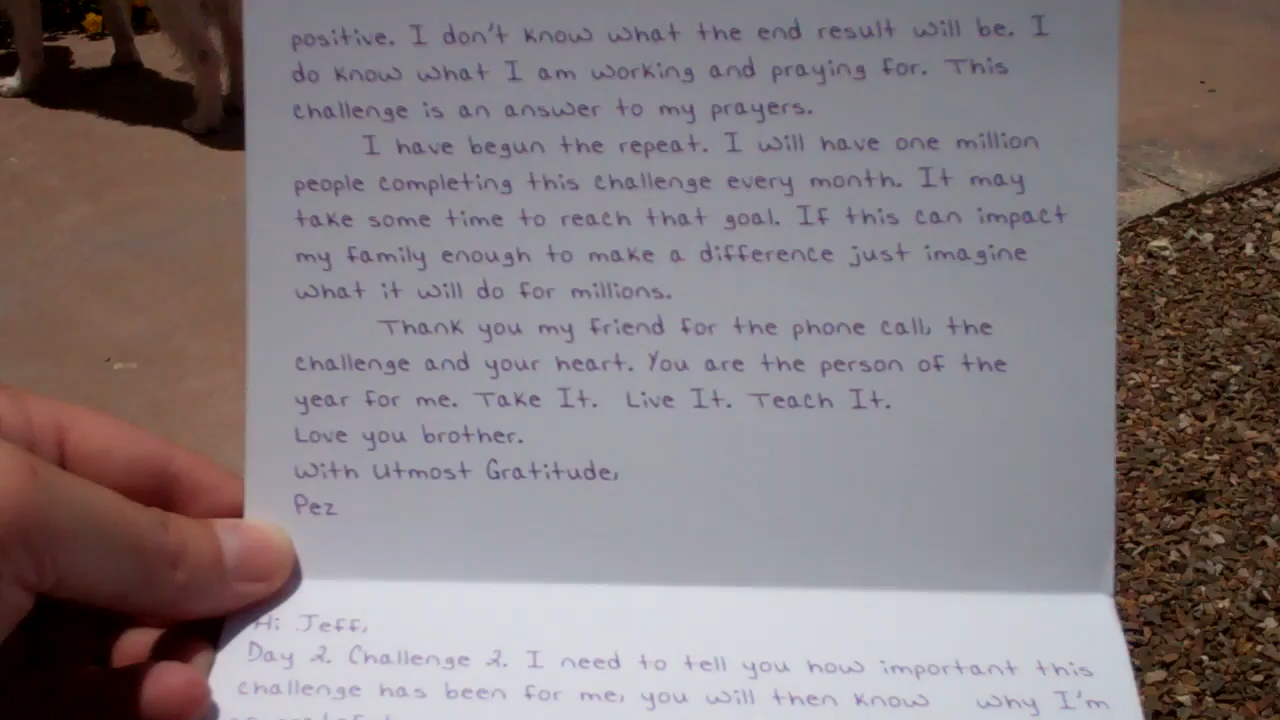 positive. I don't know what the end result will be. I
do know what I am working and praying for. This
challenge is an answer to my prayers.
I have begun the repeat. I will have one million
people completing this challenge every month. It may
take some time to reach that goal. If this can impact
my family enough to make a difference just imagine
what it will do for millions.
Thank you my friend for the phone call, the
challenge and your heart. You are the person of the
year for me. Take It. Live It. Teach It.
Love you brother.
With Utmost Gratitude,
Pez
Hi Jeff,
Day 2. Challenge 2. I need to tell you how important this
challenge has been for me, you will then know why I'm